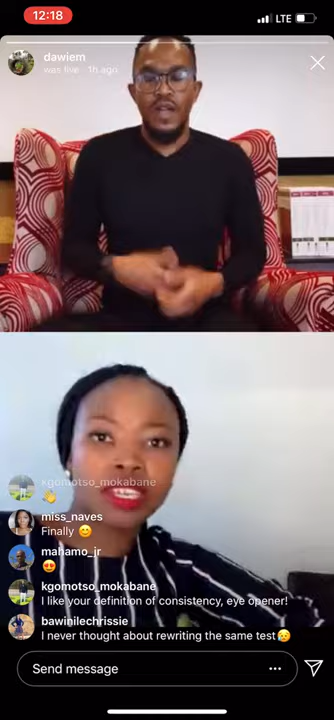 12:18
LTE
dawiem
was live · 1h ago
kgomotso_mokabane
👋
miss_naves
Finally 😊
mahamo_jr
😍
kgomotso_mokabane
I like your definition of consistency, eye opener!
bawinilechrissie
I never thought about rewriting the same test😥
Send message